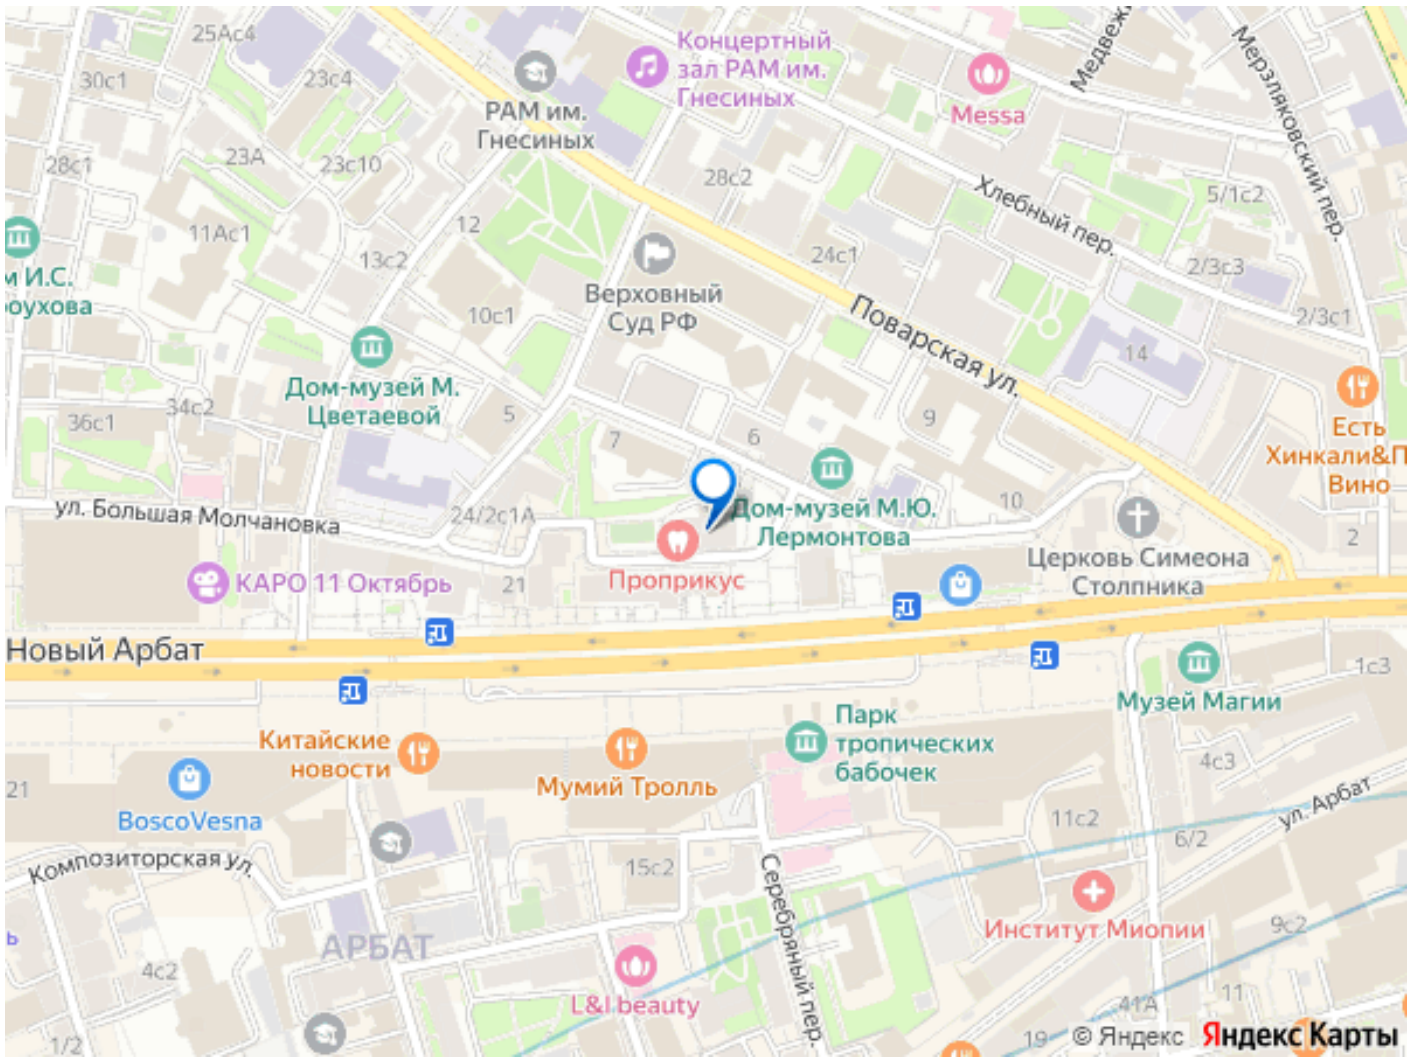 25Ас4
Концертный
зал РАМ им.
Гнесиных
Медвеж
Мерзляковский пер.
30с1
23с4
РАМ им.
Гнесиных
Messa
28с1
23А
23с10
28с2
Хлебный пер.
5/1с2
11Ас1
12
13с2
24с1
2/3с3
м И.С.
роухова
10с1
Верховный
Суд РФ
Поварская ул.
2/3с1
14
Дом-музей М.
Цветаевой
34с2
36с1
5
7
6
9
Есть
Хинкали&П
Вино
ул. Большая Молчановка
24/2с1А
Дом-музей М.Ю.
Лермонтова
10
2
Церковь Симеона
Столпника
КАРО 11 Октябрь
21
Проприкус
Новый Арбат
1с3
Музей Магии
Китайские
новости
Мумий Тролль
Парк
тропических
бабочек
4с3
21
BoscoVesna
11с2
6/2
ул. Арбат
Композиторская ул.
15с2
Серебряный пер.
Институт Миопии
9с2
АРБАТ
ь
4с2
L&I beauty
41А
11
1/2
19
© Яндекс Яндекс Карты